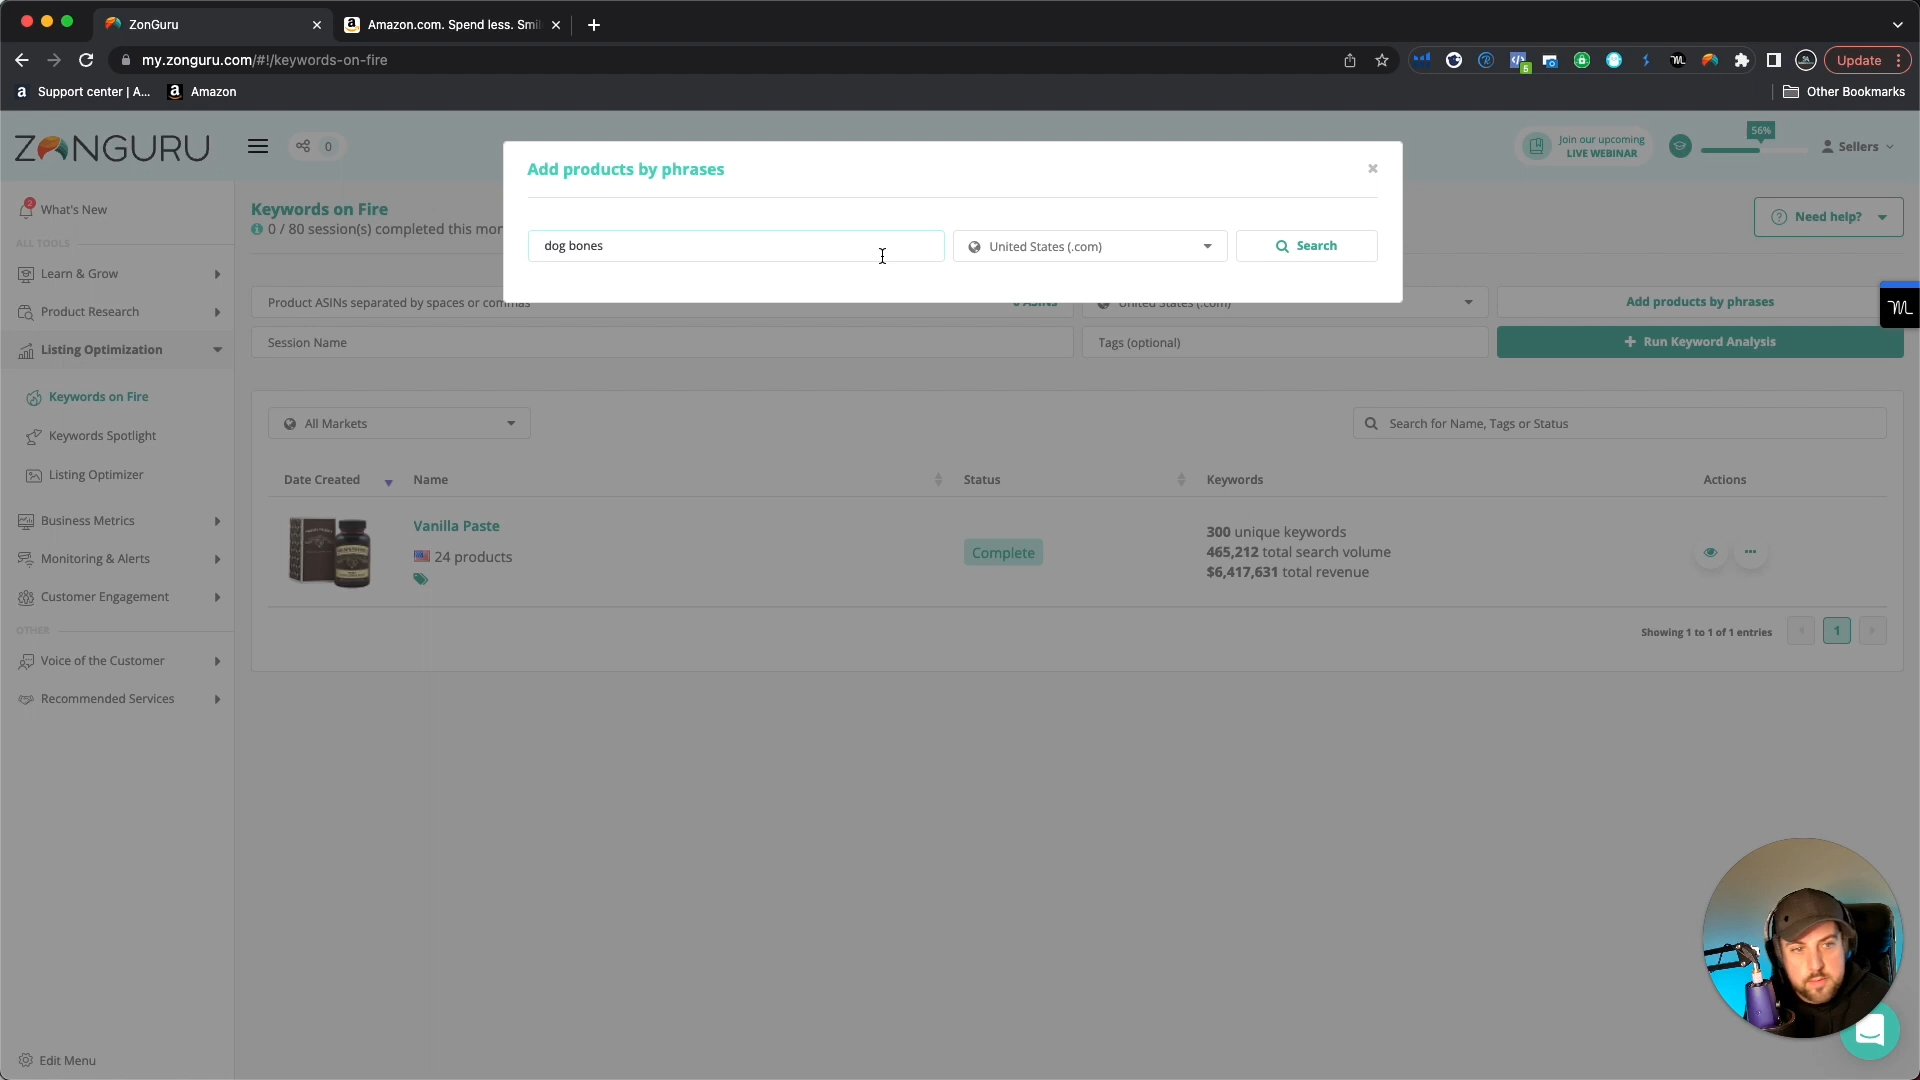 ZonGuru
Amazon.com. Spend less. Smil
my.zonguru.com/#!/keywords-on-fire
5
Update
Support center | A...
Amazon
Other Bookmarks
ZONGURU
0
Join our upcoming
LIVE WEBINAR
56%
Sellers
Add products by phrases
dog bones
United States (.com)
Search
2
What's New
ALL TOOLS
Learn & Grow
Product Research
Listing Optimization
Keywords on Fire
Keywords Spotlight
Listing Optimizer
Business Metrics
Monitoring & Alerts
Customer Engagement
OTHER
Voice of the Customer
Recommended Services
Edit Menu
Keywords on Fire
0 / 80 session(s) completed this mon
Need help?
Product ASINs separated by spaces or commas
0 ASINs
United States (.com)
Add products by phrases
Session Name
Tags (optional)
Run Keyword Analysis
All Markets
Search for Name, Tags or Status
Date Created
Name
Status
Keywords
Actions
Vanilla Paste
24 products
Complete
300 unique keywords
465,212 total search volume
$6,417,631 total revenue
Showing 1 to 1 of 1 entries
1